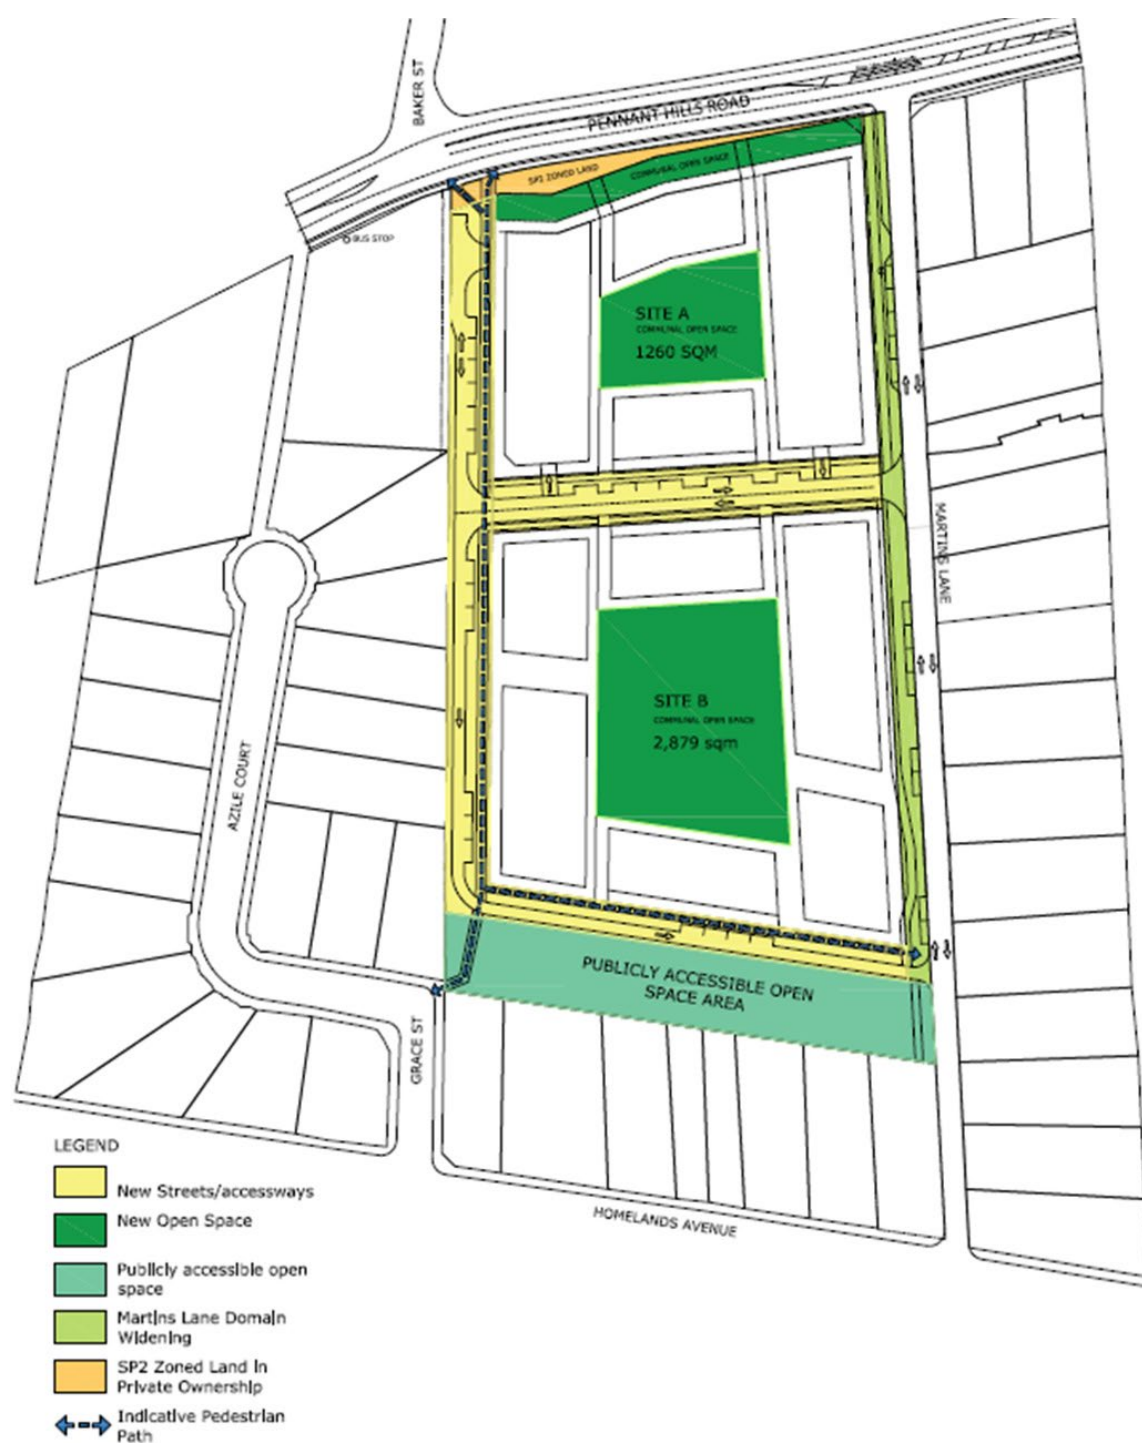 BAKER ST
PENNANT HILLS ROAD
SP2 ZONED LAND
COMMUNAL OPEN SPACE
BUS STOP
SITE A
COMMUNAL OPEN SPACE
1260 SQM
MARTINS LANE
SITE B
COMMUNAL OPEN SPACE
2,879 sqm
AZILE COURT
PUBLICLY ACCESSIBLE OPEN
SPACE AREA
GRACE ST
HOMELANDS AVENUE
LEGEND
New Streets/accessways
New Open Space
Publicly accessible open
space
Martins Lane Domain
Widening
SP2 Zoned Land in
Private Ownership
Indicative Pedestrian
Path